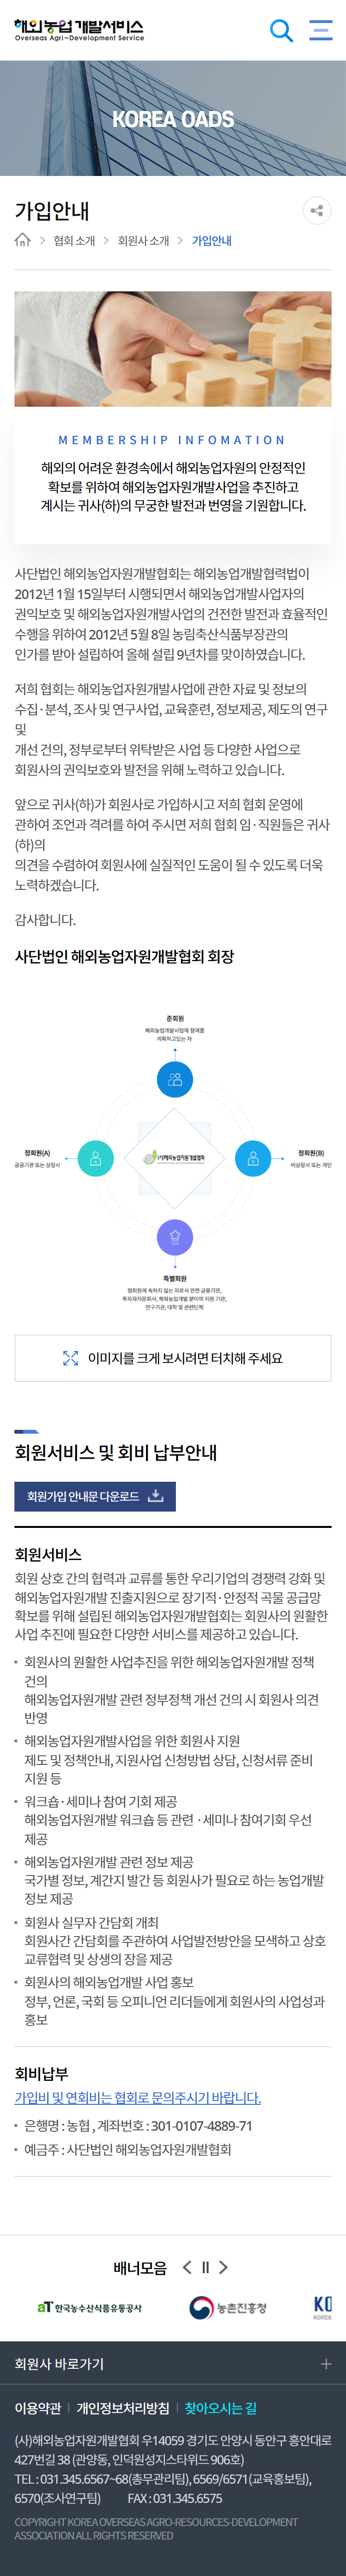 해외농업개발서비스
Overseas Agri-Development Service
KOREA OADS
가입안내
협회 소개 회원사 소개 가입안내
MEMBERSHIP INFOMATION
해외의 어려운 환경속에서 해외농업자원의 안정적인
확보를 위하여 해외농업자원개발사업을 추진하고
계시는 귀사(하)의 무궁한 발전과 번영을 기원합니다.
사단법인 해외농업자원개발협회는 해외농업개발협력법이
2012년 1월 15일부터 시행되면서 해외농업개발사업자의
권익보호 및 해외농업자원개발사업의 건전한 발전과 효율적인
수행을 위하여 2012년 5월 8일 농림축산식품부장관의
인가를 받아 설립하여 올해 설립 9년차를 맞이하였습니다.
저희 협회는 해외농업자원개발사업에 관한 자료 및 정보의
수집·분석, 조사 및 연구사업, 교육훈련, 정보제공, 제도의 연구
및
개선 건의, 정부로부터 위탁받은 사업 등 다양한 사업으로
회원사의 권익보호와 발전을 위해 노력하고 있습니다.
앞으로 귀사(하)가 회원사로 가입하시고 저희 협회 운영에
관하여 조언과 격려를 하여 주시면 저희 협회 임·직원들은 귀사
(하)의
의견을 수렴하여 회원사에 실질적인 도움이 될 수 있도록 더욱
노력하겠습니다.
감사합니다.
사단법인 해외농업자원개발협회 회장
준회원
해외농업개발사업에 참여를
계획하고있는 자
정회원(A)
공공기관 또는 상장사
(사)해외농업자원개발협회
정회원(B)
비상장사 또는 개인
특별회원
정회원에 속하지 않는 자로서 관련 금융기관,
투자자자문회사, 해외농업개발 분야의 지원 기관,
연구기관, 대학 및 관련단체
이미지를 크게 보시려면 터치해 주세요
회원서비스 및 회비 납부안내
회원가입 안내문 다운로드
회원서비스
회원 상호 간의 협력과 교류를 통한 우리기업의 경쟁력 강화 및
해외농업자원개발 진출지원으로 장기적·안정적 곡물 공급망
확보를 위해 설립된 해외농업자원개발협회는 회원사의 원활한
사업 추진에 필요한 다양한 서비스를 제공하고 있습니다.
회원사의 원활한 사업추진을 위한 해외농업자원개발 정책
건의
해외농업자원개발 관련 정부정책 개선 건의 시 회원사 의견
반영
해외농업자원개발사업을 위한 회원사 지원
제도 및 정책안내, 지원사업 신청방법 상담, 신청서류 준비
지원 등
워크숍·세미나 참여 기회 제공
해외농업자원개발 워크숍 등 관련 ·세미나 참여기회 우선
제공
해외농업자원개발 관련 정보 제공
국가별 정보, 계간지 발간 등 회원사가 필요로 하는 농업개발
정보 제공
회원사 실무자 간담회 개최
회원사간 간담회를 주관하여 사업발전방안을 모색하고 상호
교류협력 및 상생의 장을 제공
회원사의 해외농업개발 사업 홍보
정부, 언론, 국회 등 오피니언 리더들에게 회원사의 사업성과
홍보
회비납부
가입비 및 연회비는 협회로 문의주시기 바랍니다.
은행명 : 농협 , 계좌번호 : 301-0107-4889-71
예금주 : 사단법인 해외농업자원개발협회
배너모음
aT 한국농수산식품유통공사 농촌진흥청 KO
KOREA
회원사 바로가기
이용약관 개인정보처리방침 찾아오시는 길
(사)해외농업자원개발협회 우14059 경기도 안양시 동안구 흥안대로
427번길 38 (관양동, 인덕원성지스타위드 906호)
TEL : 031.345.6567~68(총무관리팀), 6569/6571(교육홍보팀),
6570(조사연구팀) FAX : 031.345.6575
COPYRIGHT KOREA OVERSEAS AGRO-RESOURCES-DEVELOPMENT
ASSOCIATION ALL RIGHTS RESERVED